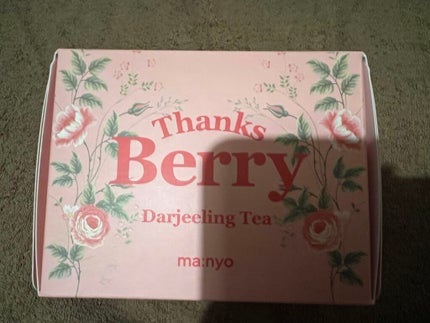 Thanks
Berry
Darjeeling Tea
ma:nyo